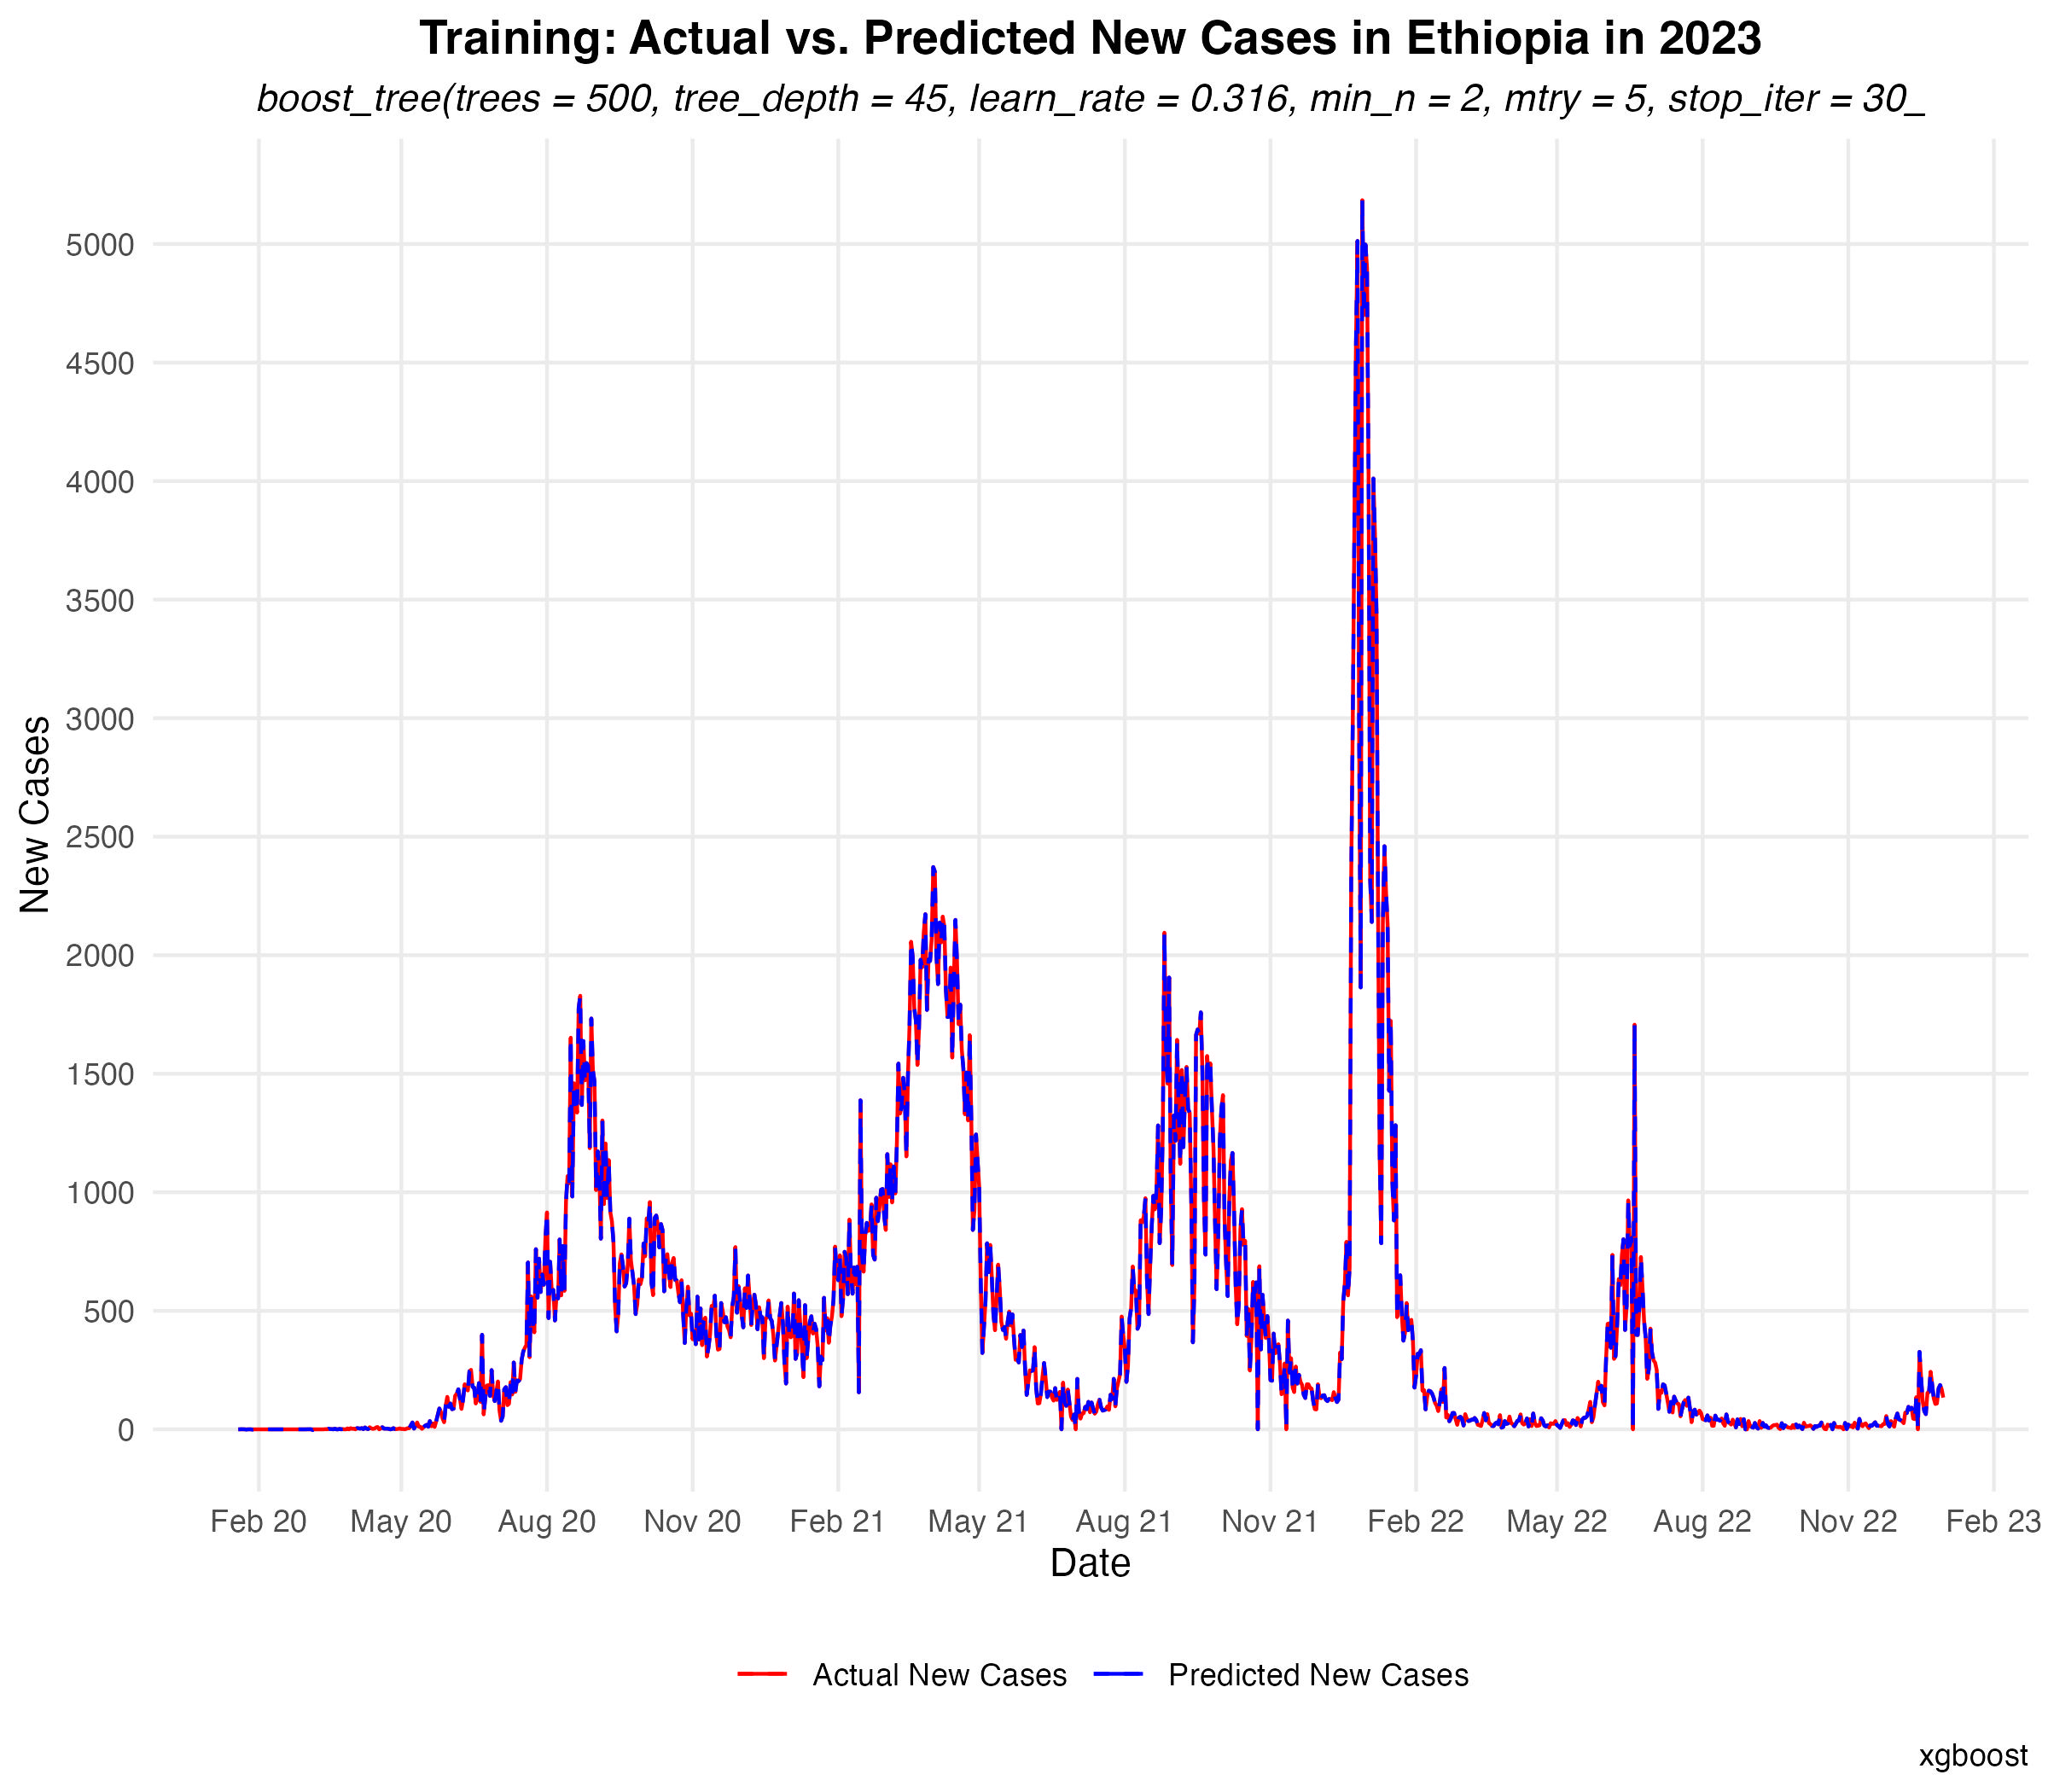 Training: Actual vs. Predicted New Cases in Ethiopia in 2023
boost_tree(trees = 500, tree_depth = 45, learn_rate = 0.316, min_n = 2, mtry = 5, stop_iter = 30_
New Cases
5000
4500
4000
3500
3000
2500
2000
1500
1000
500
0
Feb 20 May 20 Aug 20 Nov 20 Feb 21 May 21 Aug 21 Nov 21 Feb 22 May 22 Aug 22 Nov 22 Feb 23
Date
Actual New Cases Predicted New Cases
xgboost